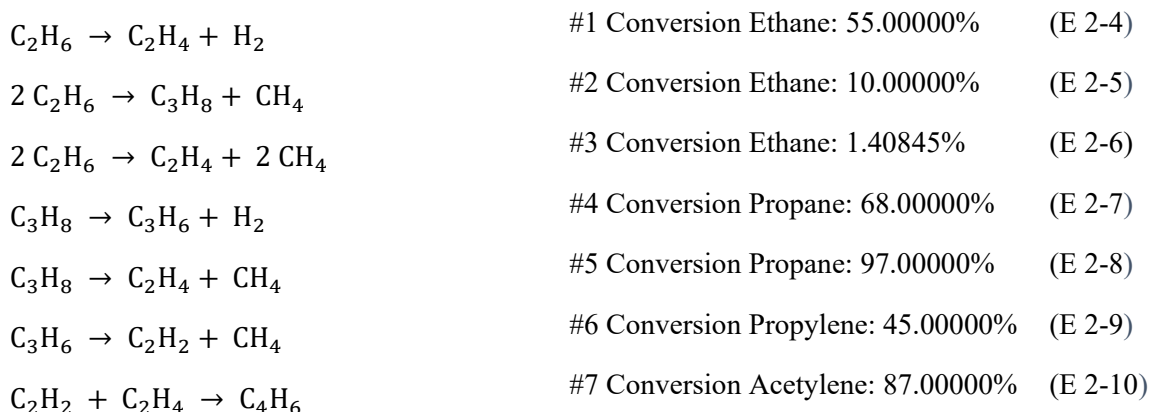 C₂H₆ → C₂H₄ + H₂ #1 Conversion Ethane: 55.00000% (E 2-4)
2 C₂H₆ → C₃H₈ + CH₄ #2 Conversion Ethane: 10.00000% (E 2-5)
2 C₂H₆ → C₂H₄ + 2 CH₄ #3 Conversion Ethane: 1.40845% (E 2-6)
C₃H₈ → C₃H₆ + H₂ #4 Conversion Propane: 68.00000% (E 2-7)
C₃H₈ → C₂H₄ + CH₄ #5 Conversion Propane: 97.00000% (E 2-8)
C₃H₆ → C₂H₂ + CH₄ #6 Conversion Propylene: 45.00000% (E 2-9)
C₂H₂ + C₂H₄ → C₄H₆ #7 Conversion Acetylene: 87.00000% (E 2-10)